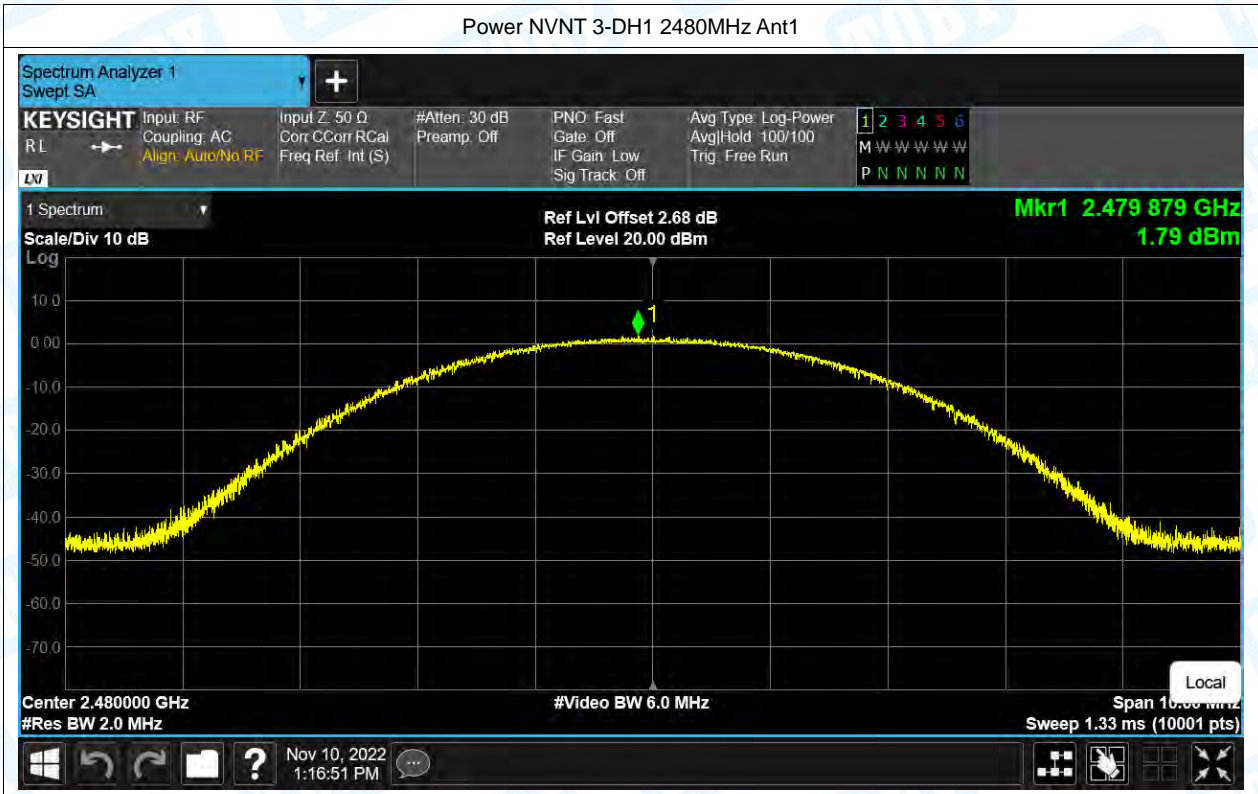 Power NVNT 3-DH1 2480MHz Ant1
Spectrum Analyzer 1
Swept SA
+
KEYSIGHT
RL
LXI
Input: RF
Coupling: AC
Align: Auto/No RF
Input Z: 50 Ω
Corr CCorr RCal
Freq Ref: Int (S)
#Atten: 30 dB
Preamp: Off
PNO: Fast
Gate: Off
IF Gain: Low
Sig Track: Off
Avg Type: Log-Power
Avg|Hold: 100/100
Trig: Free Run
1 2 3 4 5 6
M W W W W W W
P N N N N N N
1 Spectrum
Scale/Div 10 dB
Ref Lvl Offset 2.68 dB
Ref Level 20.00 dBm
Mkr1 2.479 879 GHz
1.79 dBm
Log
10.0
0.00
-10.0
-20.0
-30.0
-40.0
-50.0
-60.0
-70.0
1
Local
Center 2.480000 GHz
#Res BW 2.0 MHz
#Video BW 6.0 MHz
Span 10.00 MHz
Sweep 1.33 ms (10001 pts)
?
Nov 10, 2022
1:16:51 PM